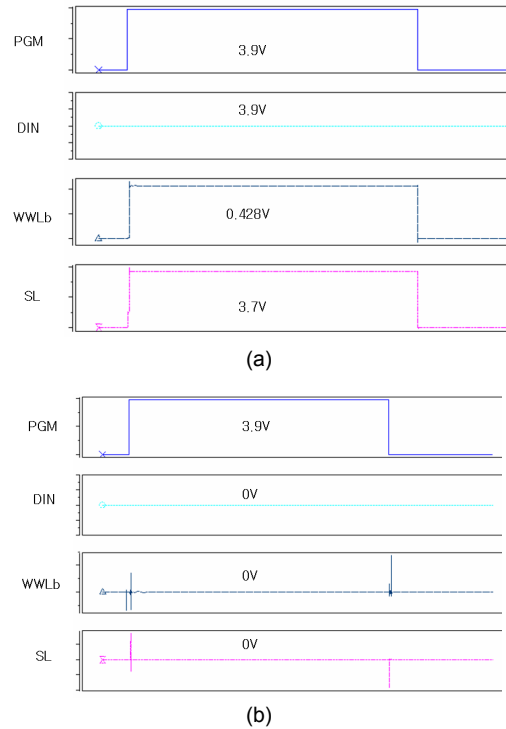 PGM
3.9V
DIN
3.9V
WWLb
0.428V
SL
3.7V
(a)
PGM
3.9V
DIN
0V
WWLb
0V
SL
0V
(b)